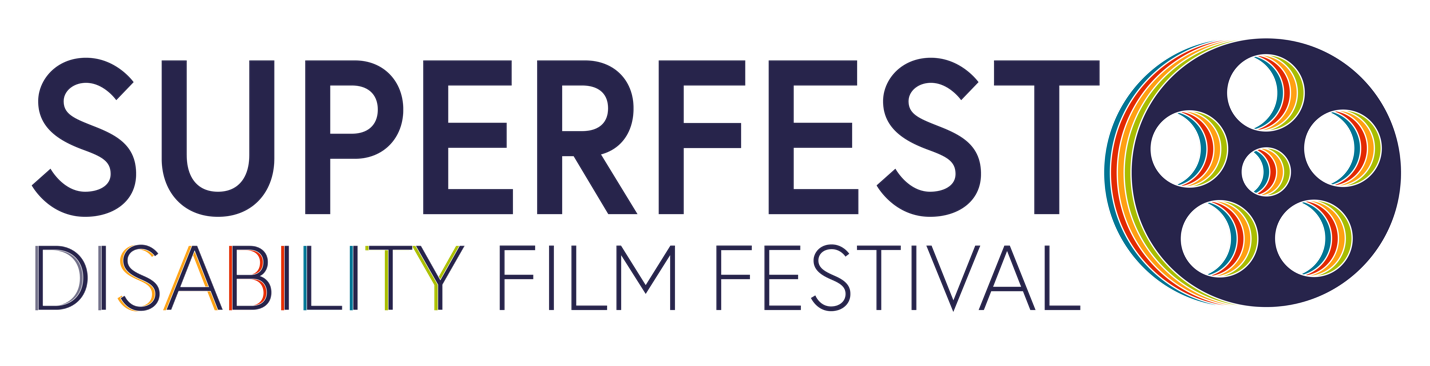 SUPERFEST
DISABILITY FILM FESTIVAL